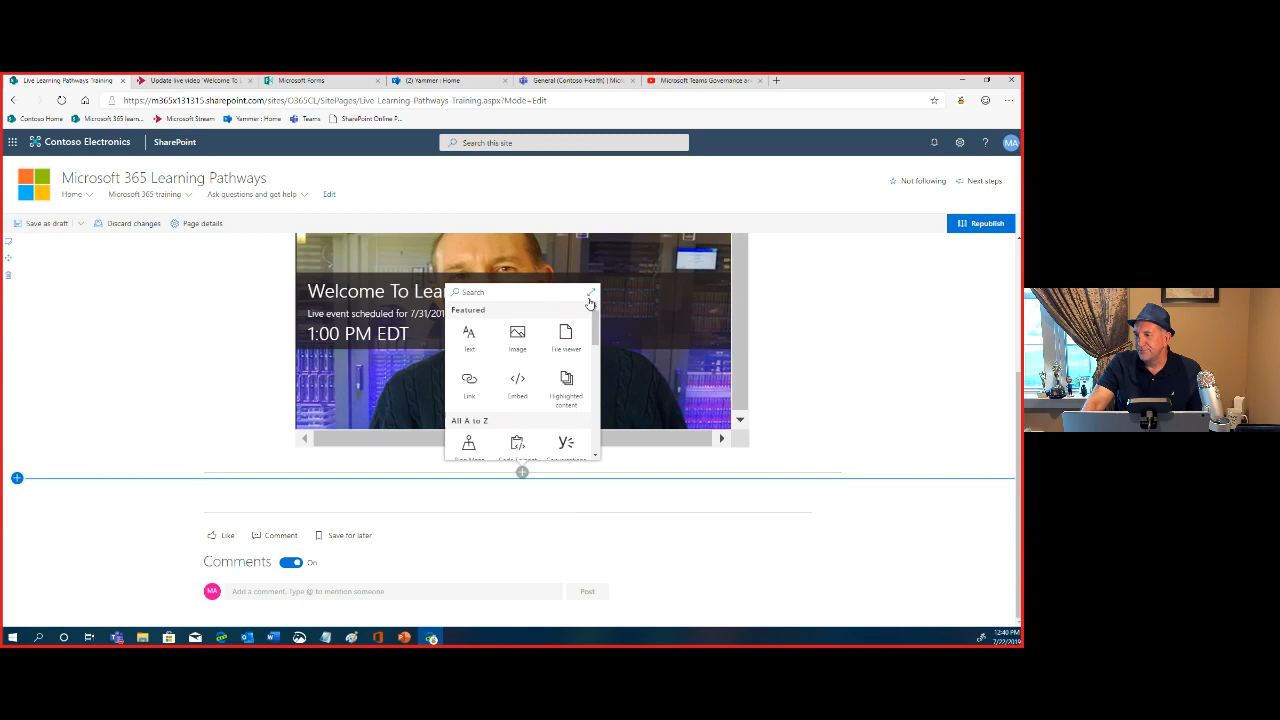 Live Learning Pathways Training
Update live video 'Welcome To L
Microsoft Forms
(2) Yammer : Home
General (Contoso Health) | Micr
Microsoft Teams Governance an
https://m365x131315.sharepoint.com/sites/O365CL/SitePages/Live-Learning-Pathways-Training.aspx?Mode=Edit
Contoso Home
Microsoft 365 learn...
Microsoft Stream
Yammer : Home
Teams
SharePoint Online P...
Contoso Electronics
SharePoint
Search this site
MA
Microsoft 365 Learning Pathways
Home
Microsoft 365 training
Ask questions and get help
Edit
Not following
Next steps
Save as draft
Discard changes
Page details
Republish
Welcome To Lea
Live event scheduled for 7/31/201
1:00 PM EDT
Search
Featured
Text
Image
File viewer
Link
Embed
Highlighted content
All A to Z
Like
Comment
Save for later
Comments
On
MA
Add a comment. Type @ to mention someone
Post
12:40 PM
7/22/2019